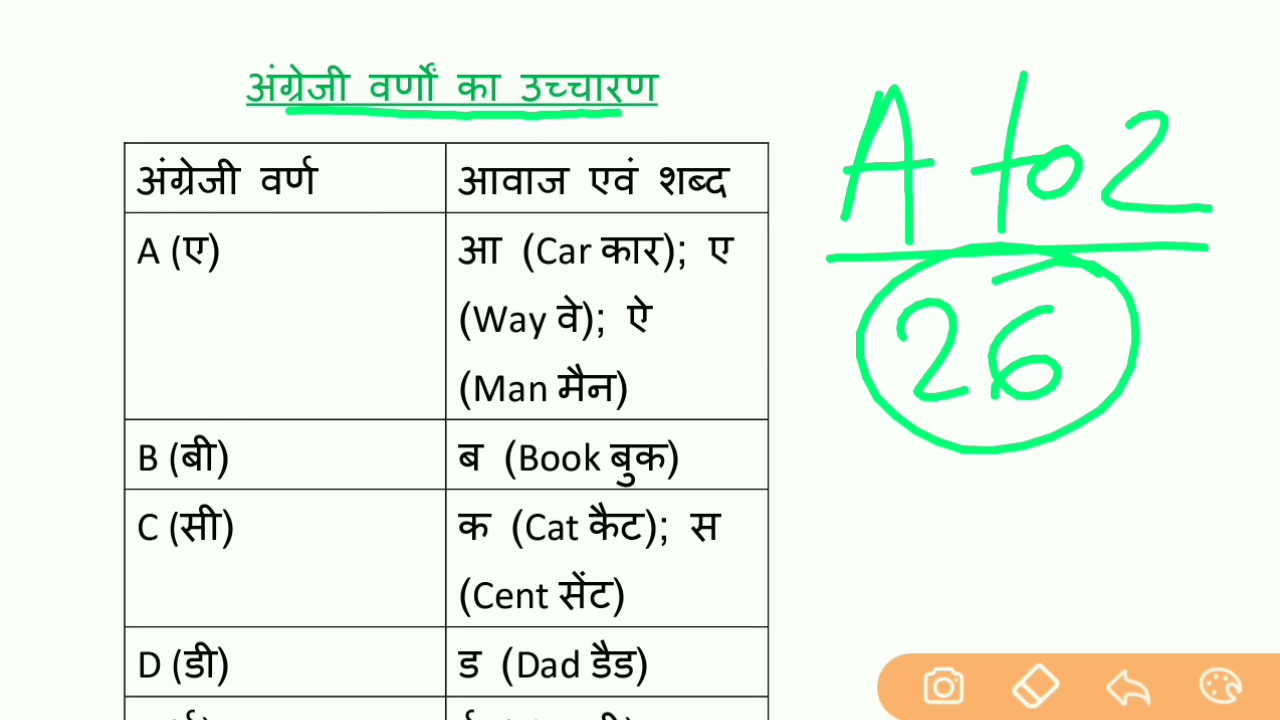 अंग्रेजी वर्णों का उच्चारण
अंग्रेजी वर्ण
आवाज एवं शब्द
A (ए)
आ (Car कार); ए
(Way वे); ऐ
(Man मैन)
B (बी)
ब (Book बुक)
C (सी)
क (Cat कैट); स
(Cent सेंट)
D (डी)
ड (Dad डैड)
A to Z
26